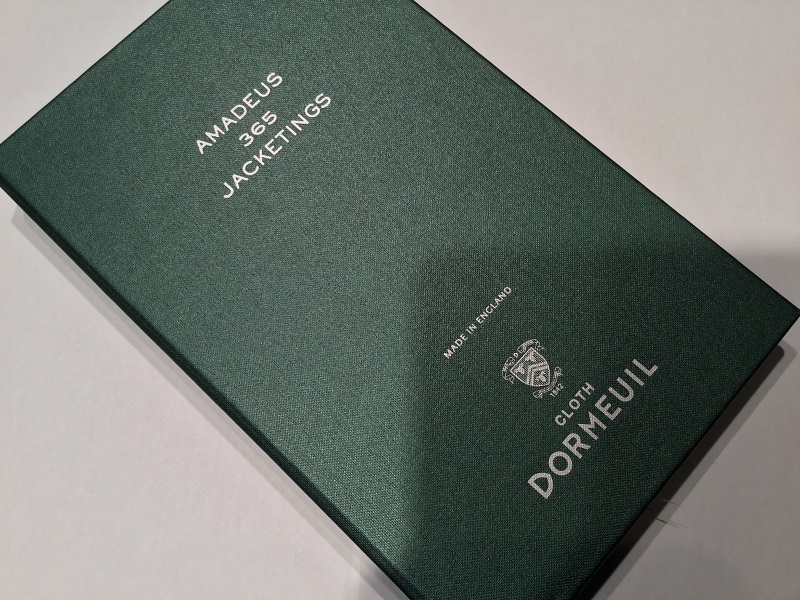 AMADEUS
365
JACKETINGS
MADE IN ENGLAND
1842
CLOTH
DORMEUIL